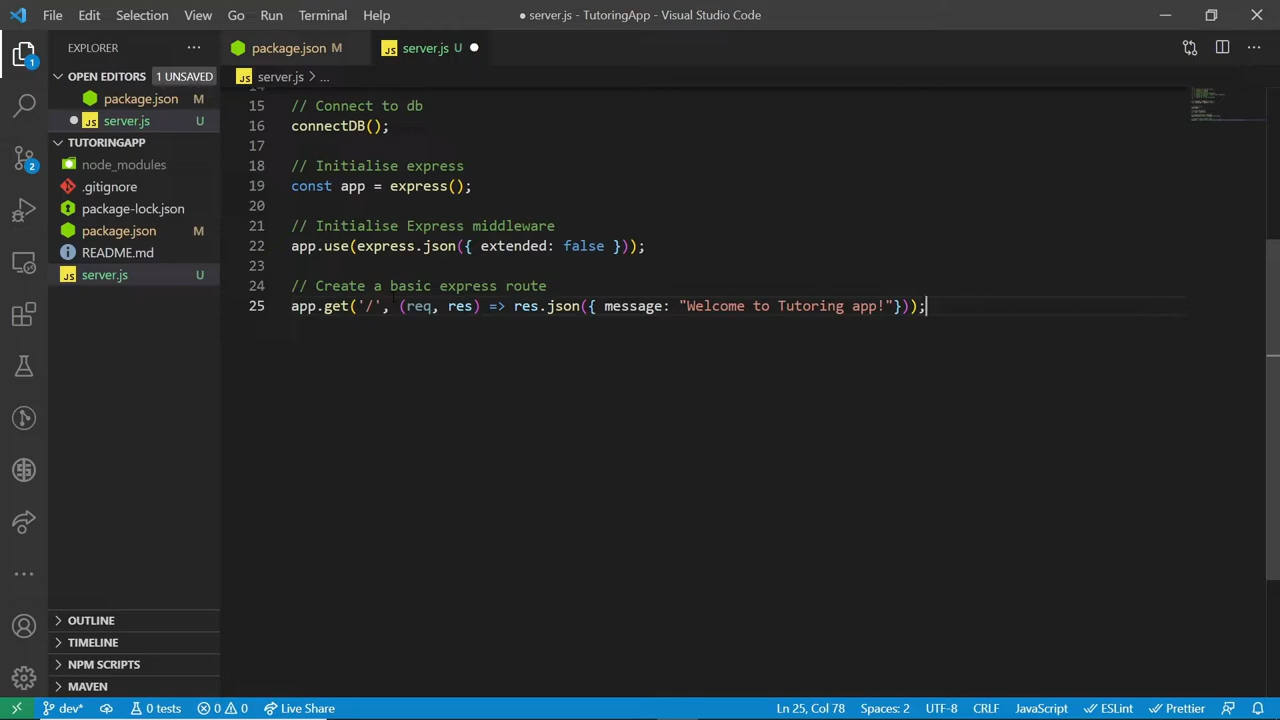 File Edit Selection View Go Run Terminal Help ● server.js - TutoringApp - Visual Studio Code
EXPLORER ...
package.json M
JS server.js U
OPEN EDITORS 1 UNSAVED
package.json M
JS server.js U
TUTORINGAPP
node_modules
.gitignore
package-lock.json
package.json M
README.md
JS server.js U
OUTLINE
TIMELINE
NPM SCRIPTS
MAVEN
1
2
JS server.js > ...
15 // Connect to db
16 connectDB();
17
18 // Initialise express
19 const app = express();
20
21 // Initialise Express middleware
22 app.use(express.json({ extended: false }));
23
24 // Create a basic express route
25 app.get('/', (req, res) => res.json({ message: "Welcome to Tutoring app!"}));
dev* 0 tests 0 0 Live Share Ln 25, Col 78 Spaces: 2 UTF-8 CRLF JavaScript ESLint Prettier